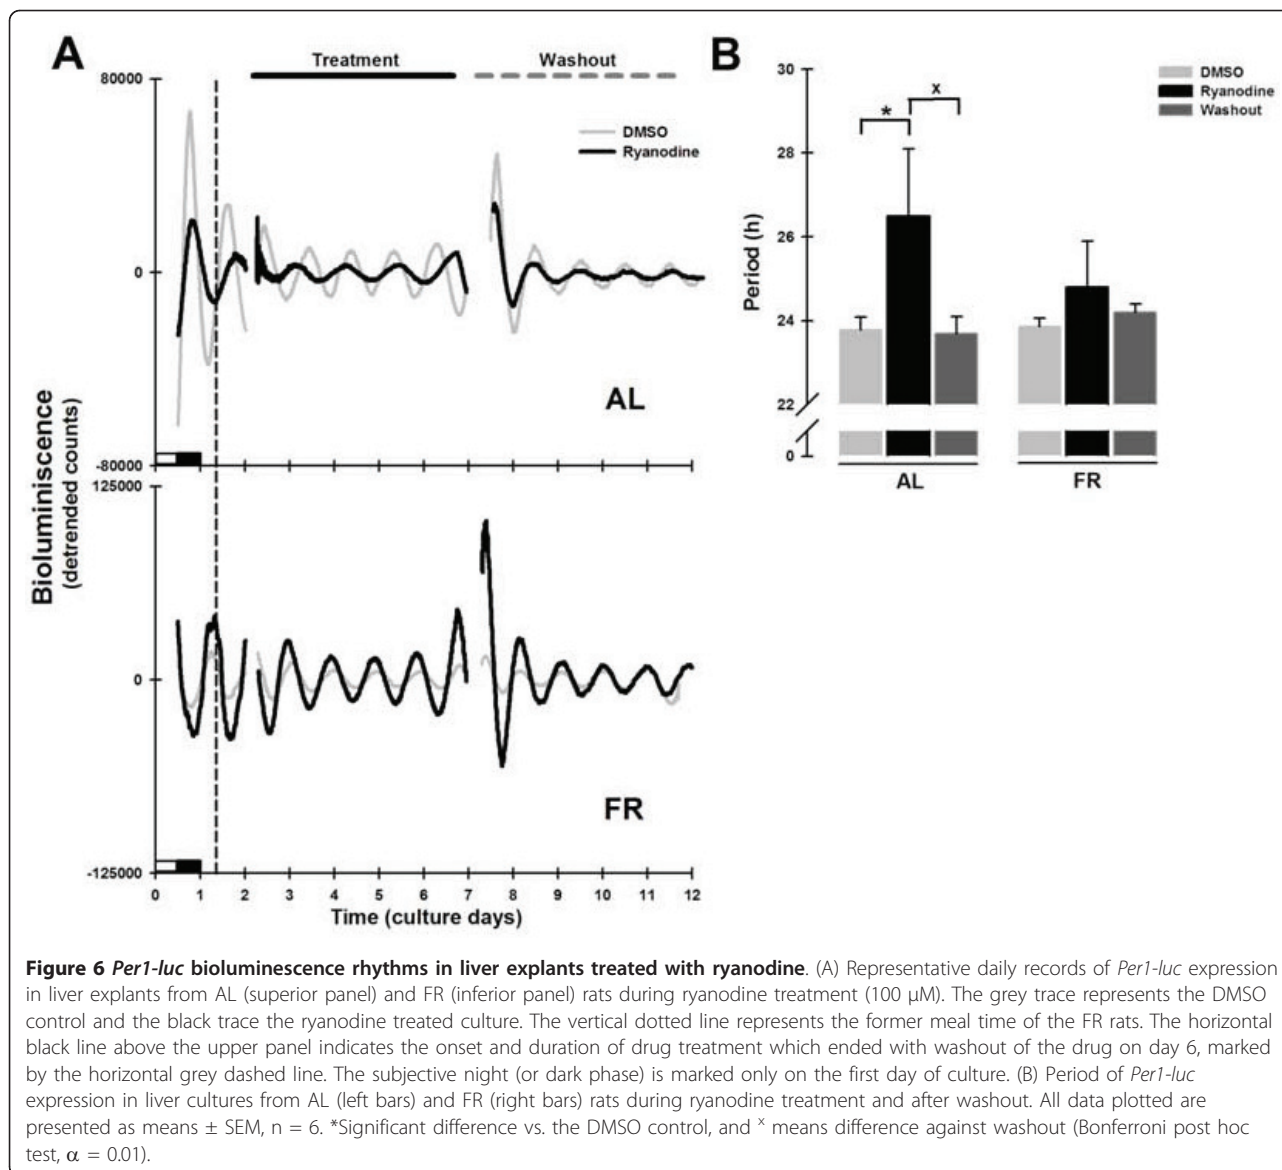 A
Treatment
Washout
80000
DMSO
Ryanodine
0
AL
-80000
125000
Bioluminiscence
(detrended counts)
0
FR
-125000
0 1 2 3 4 5 6 7 8 9 10 11 12
Time (culture days)
B
DMSO
Ryanodine
Washout
30
x
*
28
26
Period (h)
24
22
0
AL FR
Figure 6 Per1-luc bioluminescence rhythms in liver explants treated with ryanodine. (A) Representative daily records of Per1-luc expression
in liver explants from AL (superior panel) and FR (inferior panel) rats during ryanodine treatment (100 μM). The grey trace represents the DMSO
control and the black trace the ryanodine treated culture. The vertical dotted line represents the former meal time of the FR rats. The horizontal
black line above the upper panel indicates the onset and duration of drug treatment which ended with washout of the drug on day 6, marked
by the horizontal grey dashed line. The subjective night (or dark phase) is marked only on the first day of culture. (B) Period of Per1-luc
expression in liver cultures from AL (left bars) and FR (right bars) rats during ryanodine treatment and after washout. All data plotted are
presented as means ± SEM, n = 6. *Significant difference vs. the DMSO control, and x means difference against washout (Bonferroni post hoc
test, α = 0.01).